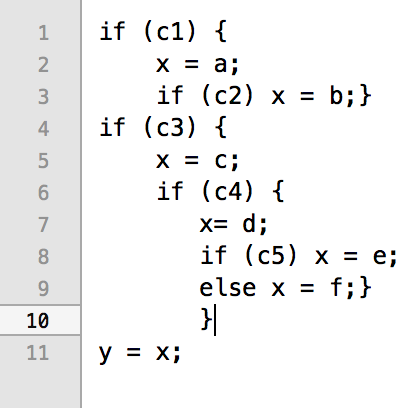 1 if (c1) {
2 x = a;
3 if (c2) x = b;}
4 if (c3) {
5 x = c;
6 if (c4) {
7 x= d;
8 if (c5) x = e;
9 else x = f;}
10 }
11 y = x;